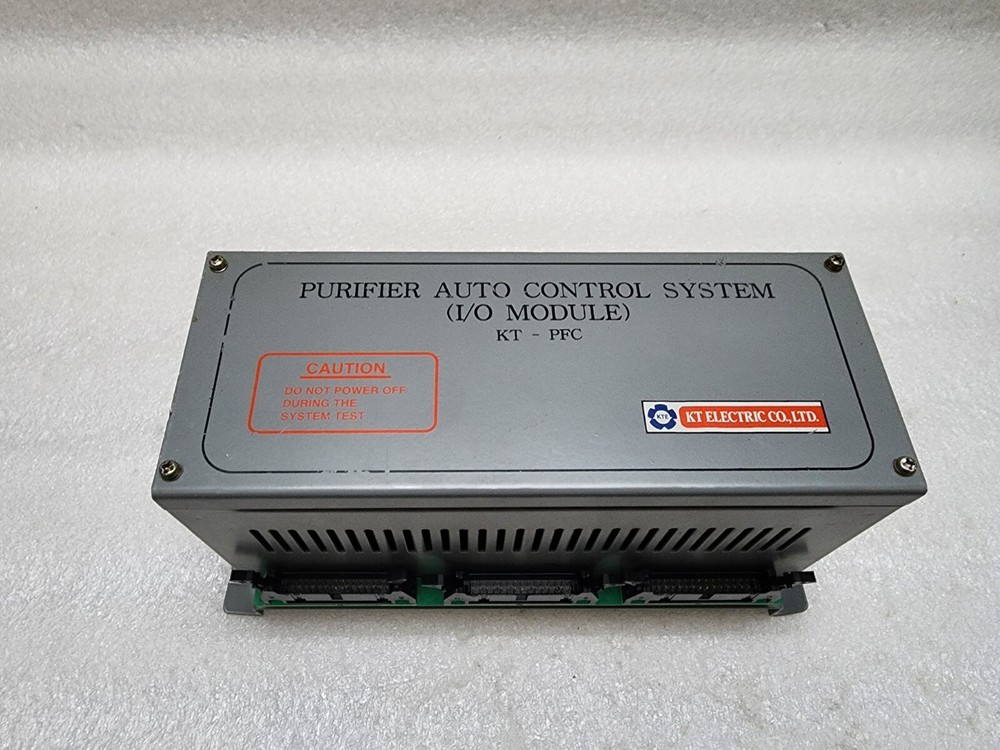 PURIFIER AUTO CONTROL SYSTEM
(I/O MODULE)
KT - PFC
CAUTION
DO NOT POWER OFF
DURING THE
SYSTEM TEST
KTE KT ELECTRIC CO., LTD.